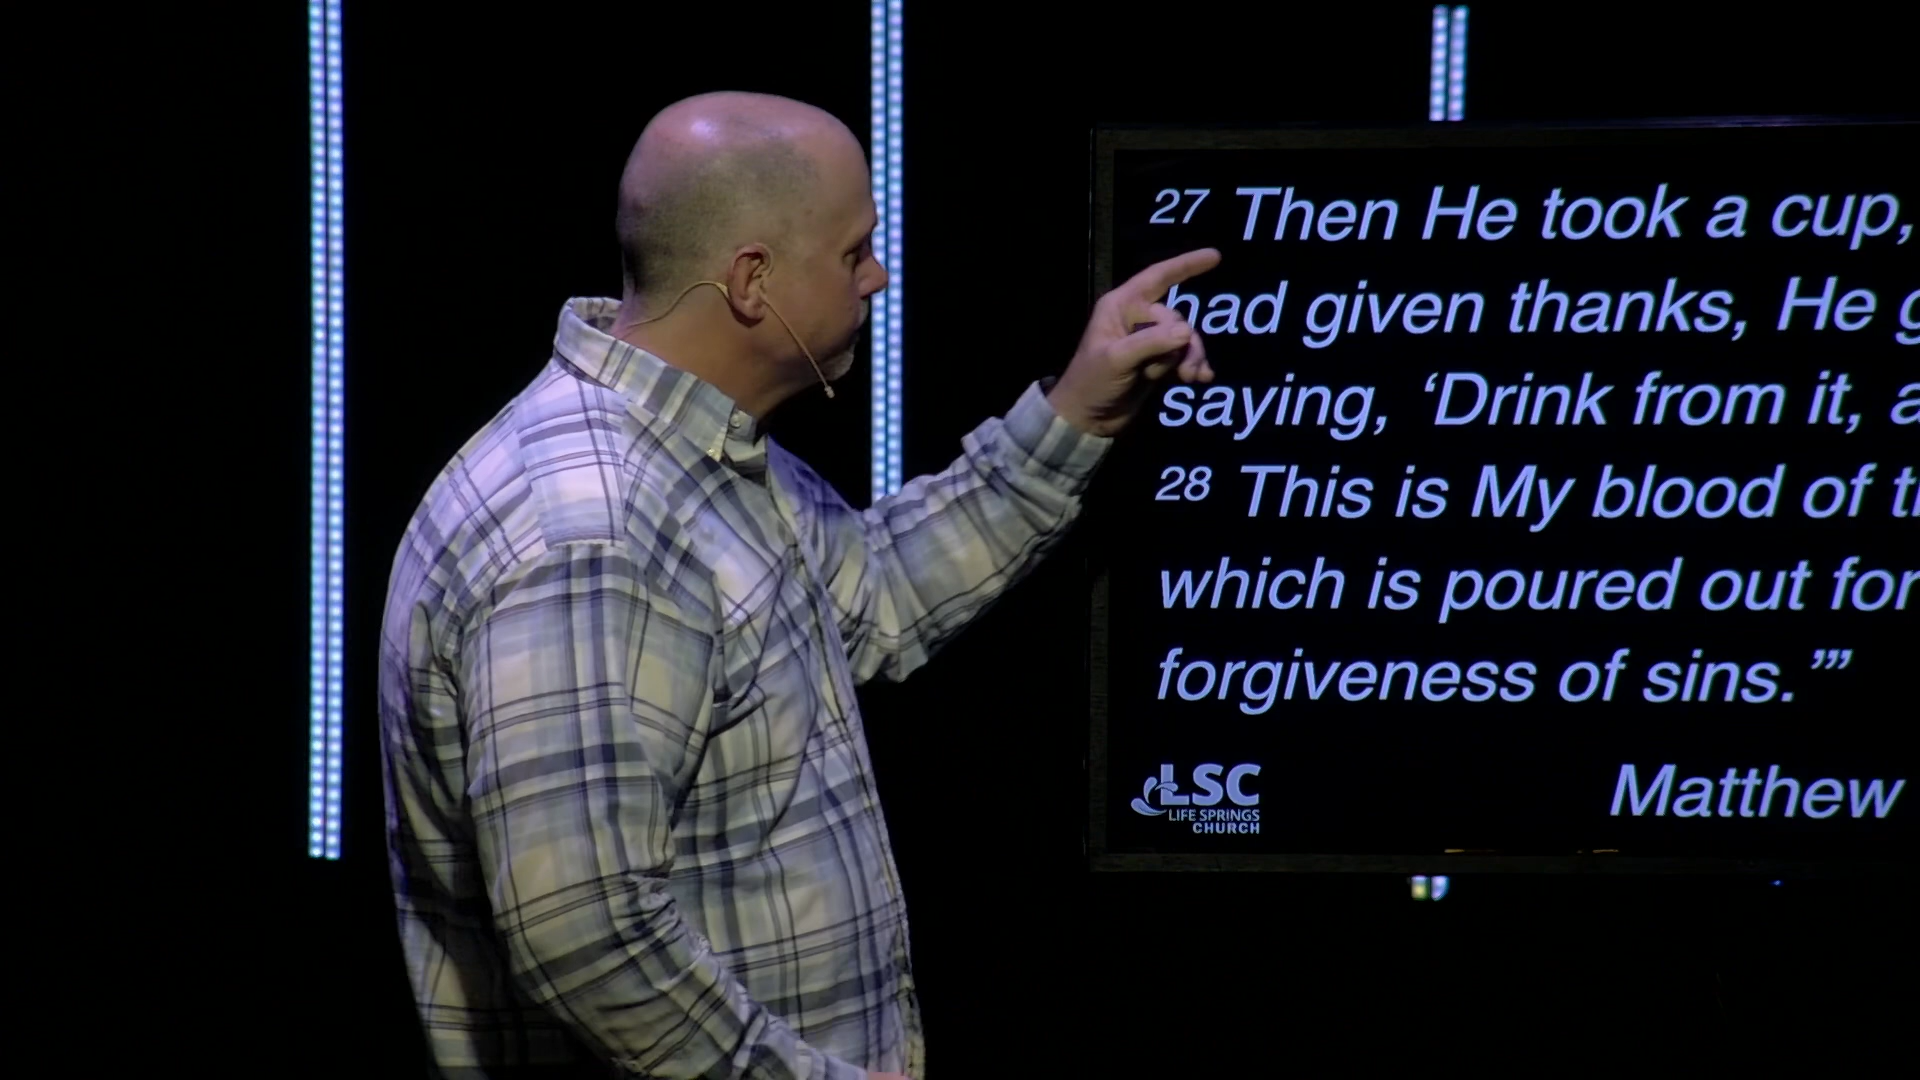 27 Then He took a cup,
had given thanks, He
saying, ‘Drink from it,
28 This is My blood of
which is poured out for
forgiveness of sins.’”
Matthew
LSC
LIFE SPRINGS
CHURCH